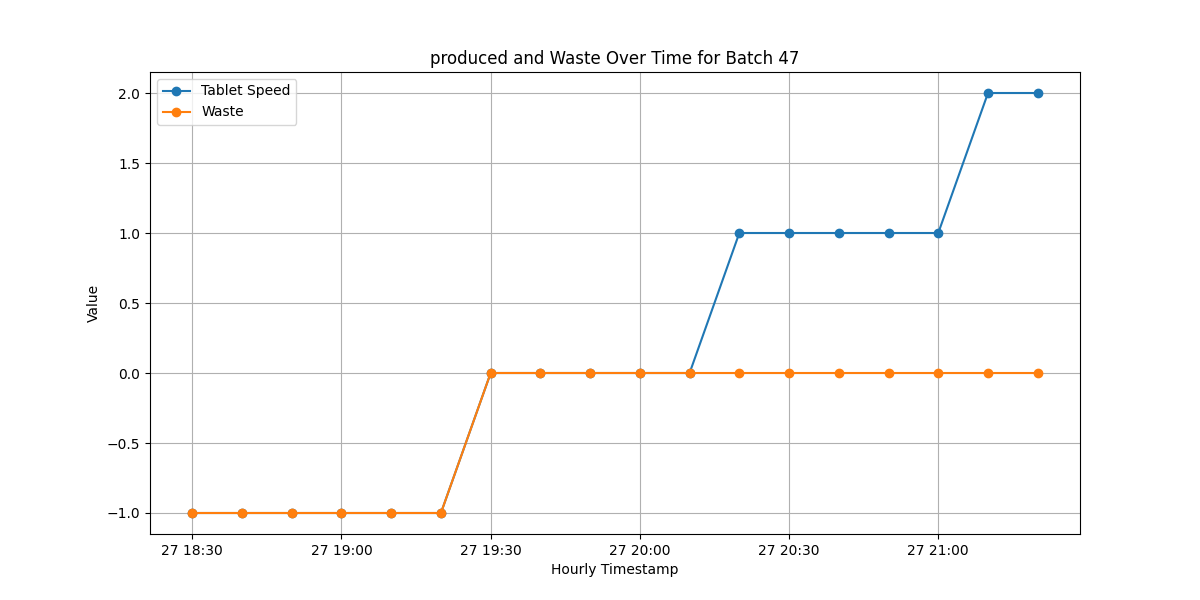 produced and Waste Over Time for Batch 47
Tablet Speed
Waste
2.0
1.5
1.0
0.5
0.0
−0.5
−1.0
Value
27 18:30 27 19:00 27 19:30 27 20:00 27 20:30 27 21:00
Hourly Timestamp